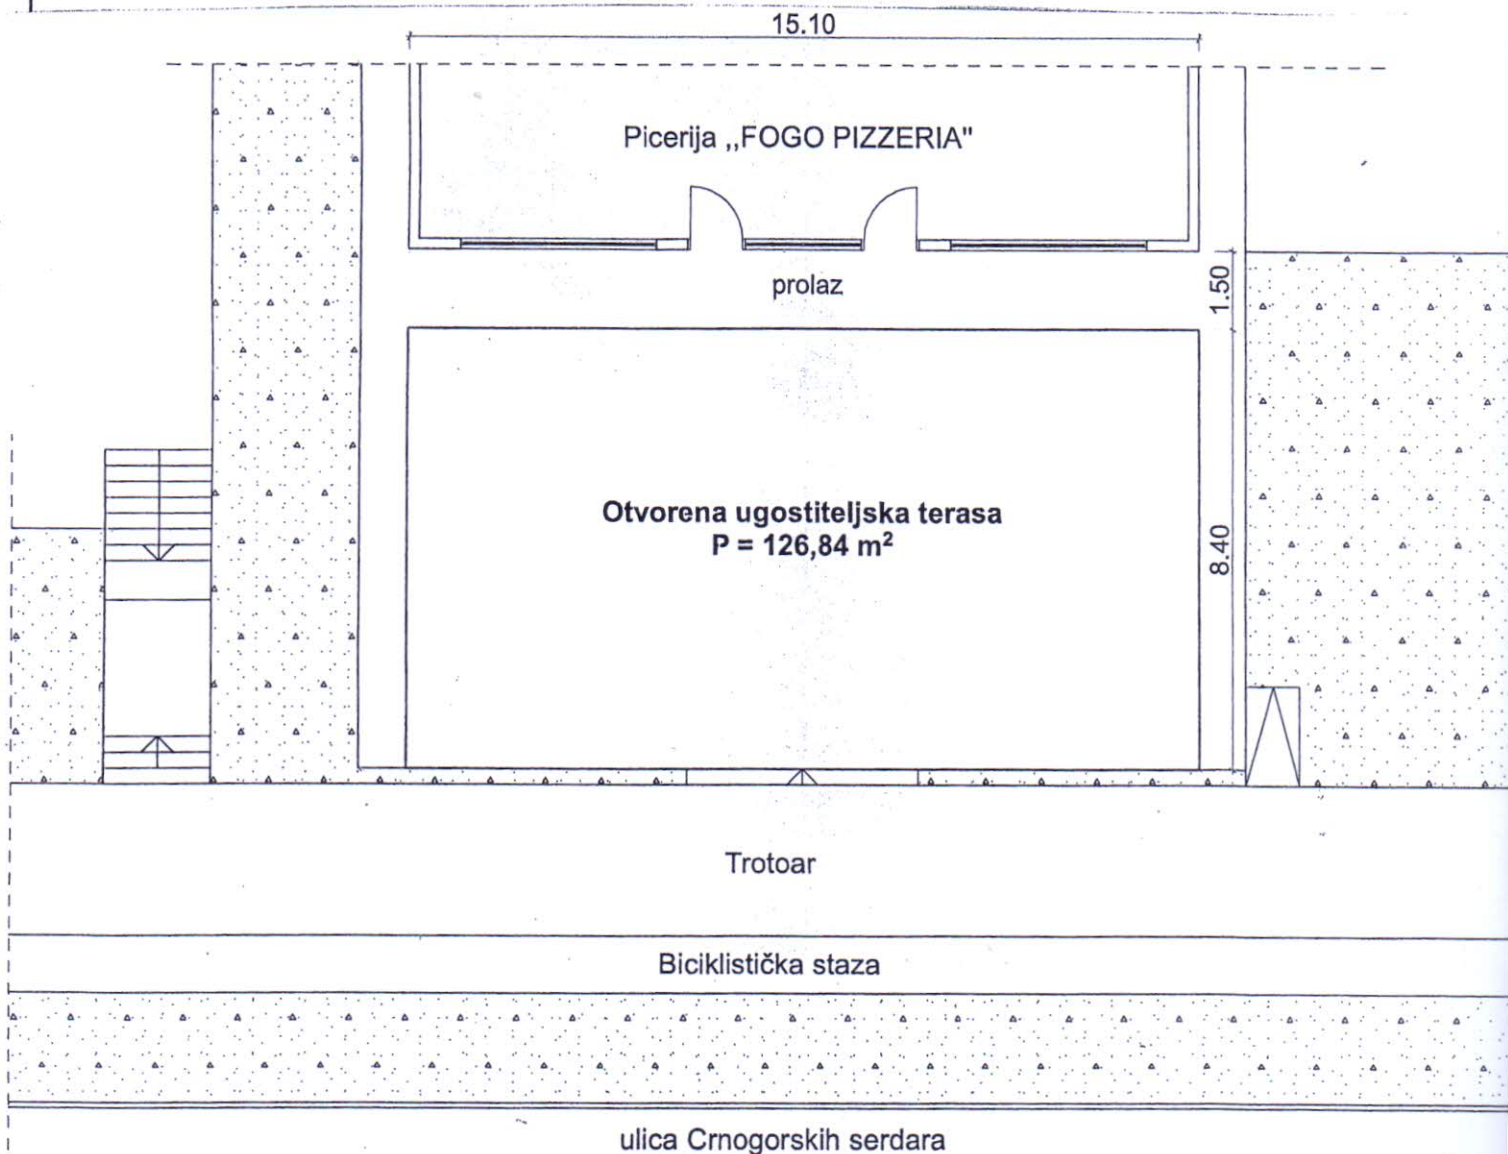 15.10
Picerija ,,FOGO PIZZERIA"
prolaz
1.50
Otvorena ugostiteljska terasa
P = 126,84 m²
8.40
Trotoar
Biciklistička staza
ulica Crnogorskih serdara